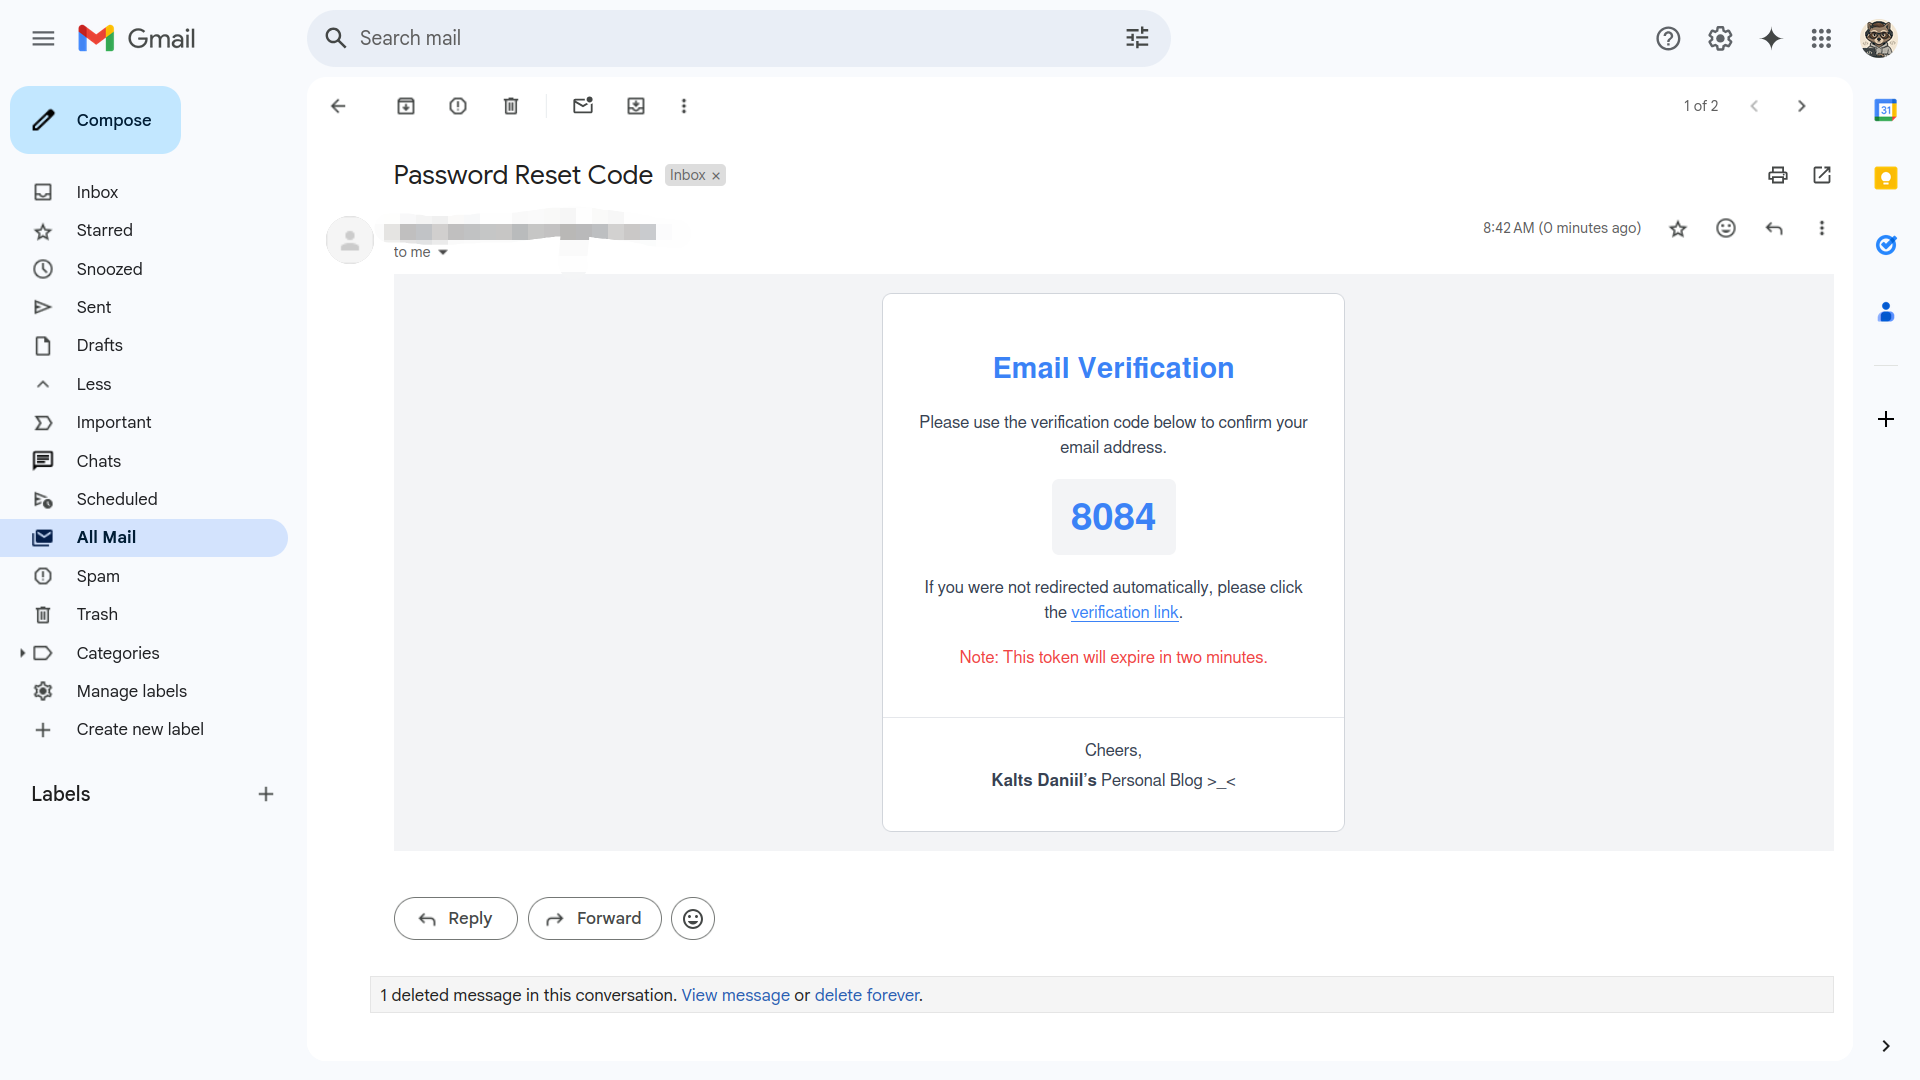 Gmail
Search mail
Compose
Inbox
Starred
Snoozed
Sent
Drafts
Less
Important
Chats
Scheduled
All Mail
Spam
Trash
Categories
Manage labels
Create new label
Labels
1 of 2
Password Reset Code Inbox ×
8:42 AM (0 minutes ago)
to me
Email Verification
Please use the verification code below to confirm your
email address.
8084
If you were not redirected automatically, please click
the verification link.
Note: This token will expire in two minutes.
Cheers,
Kalts Daniil's Personal Blog >_<
Reply
Forward
1 deleted message in this conversation. View message or delete forever.
31